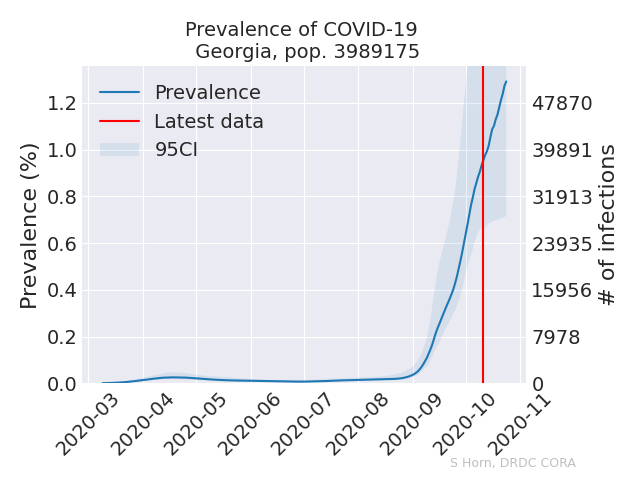 Prevalence of COVID-19
Georgia, pop. 3989175
Prevalence
Latest data
95CI
Prevalence (%)
1.2
1.0
0.8
0.6
0.4
0.2
0.0
47870
39891
31913
23935
15956
7978
0
# of infections
2020-03
2020-04
2020-05
2020-06
2020-07
2020-08
2020-09
2020-10
2020-11
S Horn, DRDC CORA